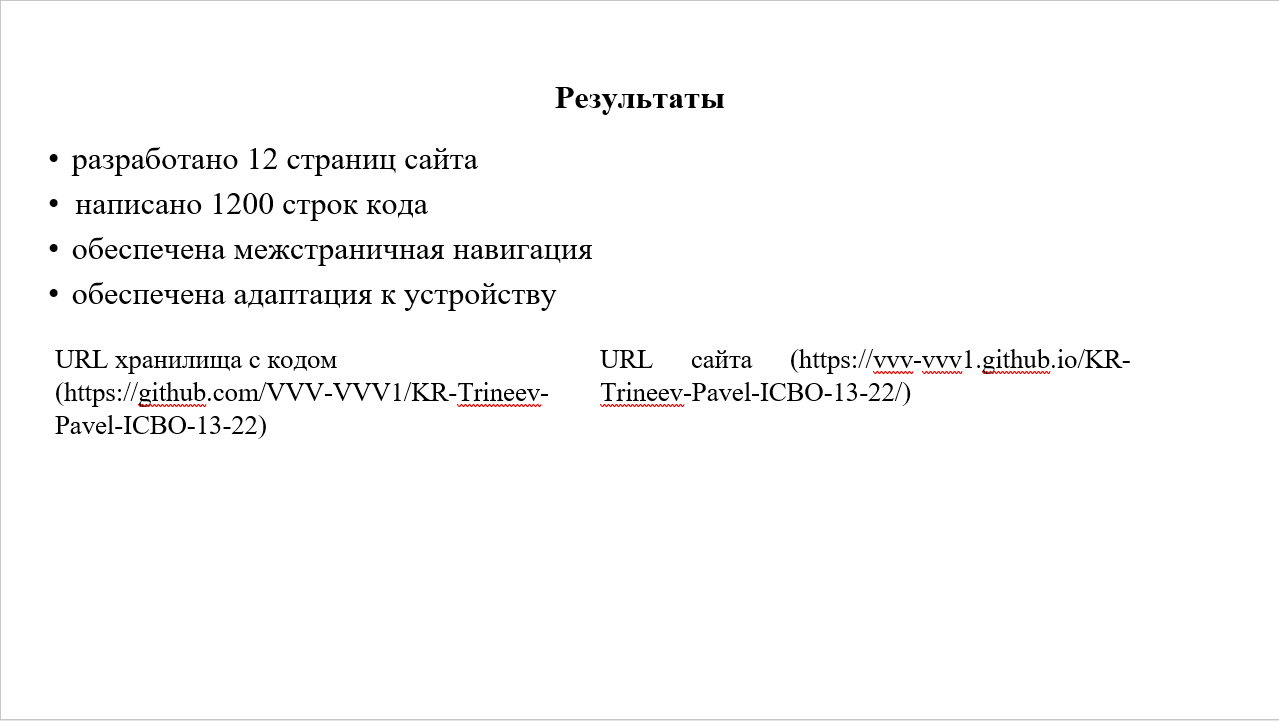 Результаты
• разработано 12 страниц сайта
• написано 1200 строк кода
• обеспечена межстраничная навигация
• обеспечена адаптация к устройству
URL хранилища с кодом
(https://github.com/VVV-VVV1/KR-Trineev-
Pavel-ICBO-13-22)
URL сайта (https://vvv-vvv1.github.io/KR-
Trineev-Pavel-ICBO-13-22/)